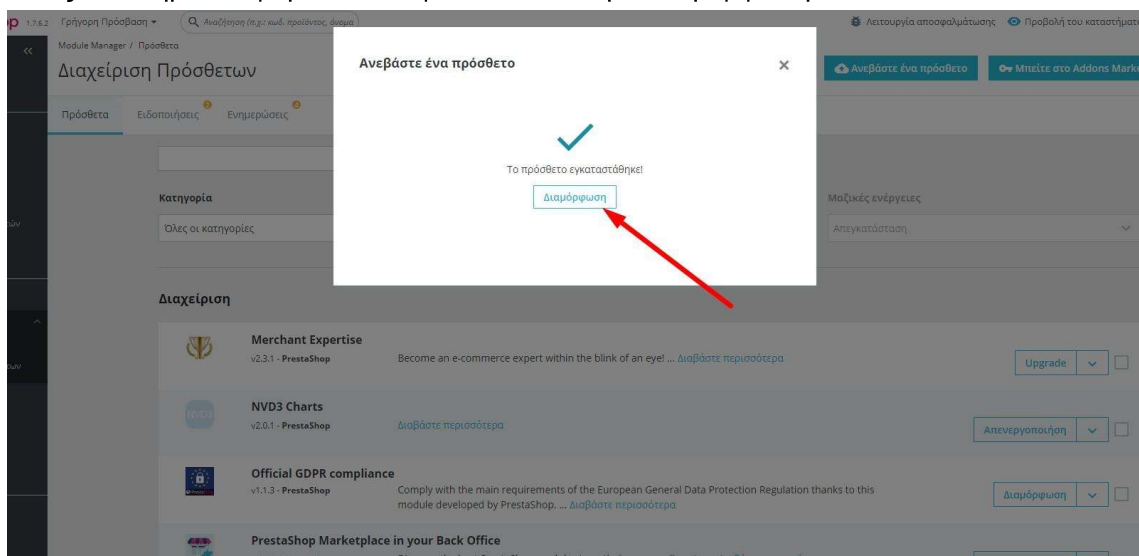 p 1.7.6.2 Γρήγορη Πρόσβαση Αναζήτηση (π.χ.: κωδ. προϊόντος, όνομα) Λειτουργία αποσφαλμάτωσης Προβολή του καταστήματ
Module Manager / Πρόσθετα
Διαχείριση Πρόσθετων
Ανεβάστε ένα πρόσθετο ×
Ανεβάστε ένα πρόσθετο Μπείτε στο Addons Marke
Πρόσθετα Ειδοποιήσεις 2 Ενημερώσεις 4
Το πρόσθετο εγκαταστάθηκε!
Διαμόρφωση
Κατηγορία Μαζικές ενέργειες
Όλες οι κατηγορίες Απεγκατάσταση
Διαχείριση
Merchant Expertise
v2.3.1 - PrestaShop Become an e-commerce expert within the blink of an eye! ... Διαβάστε περισσότερα Upgrade
NVD3 Charts
NVD3 v2.0.1 - PrestaShop Διαβάστε περισσότερα Απενεργοποιήση
Official GDPR compliance
v1.1.3 - PrestaShop Comply with the main requirements of the European General Data Protection Regulation thanks to this
module developed by PrestaShop. ... Διαβάστε περισσότερα Διαμόρφωση
PrestaShop Marketplace in your Back Office